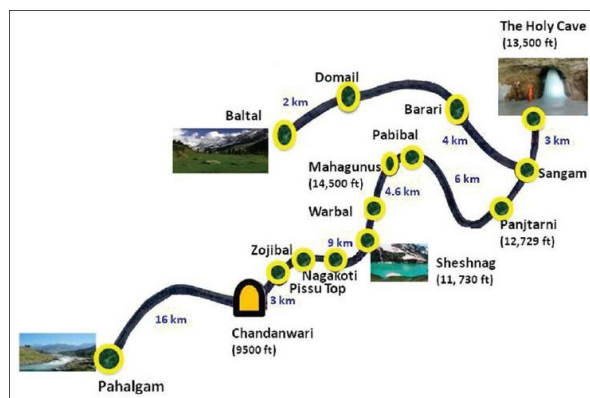 The Holy Cave
(13,500 ft)
Domail
2 km
Baltal
Barari
Pabibal
4 km
3 km
Mahagunus
(14,500 ft)
Sangam
4.6 km
6 km
Warbal
Panjtarni
(12,729 ft)
9 km
Zojibal
Nagakoti
Sheshnag
(11,730 ft)
Pissu Top
3 km
16 km
Chandanwari
(9500 ft)
Pahalgam